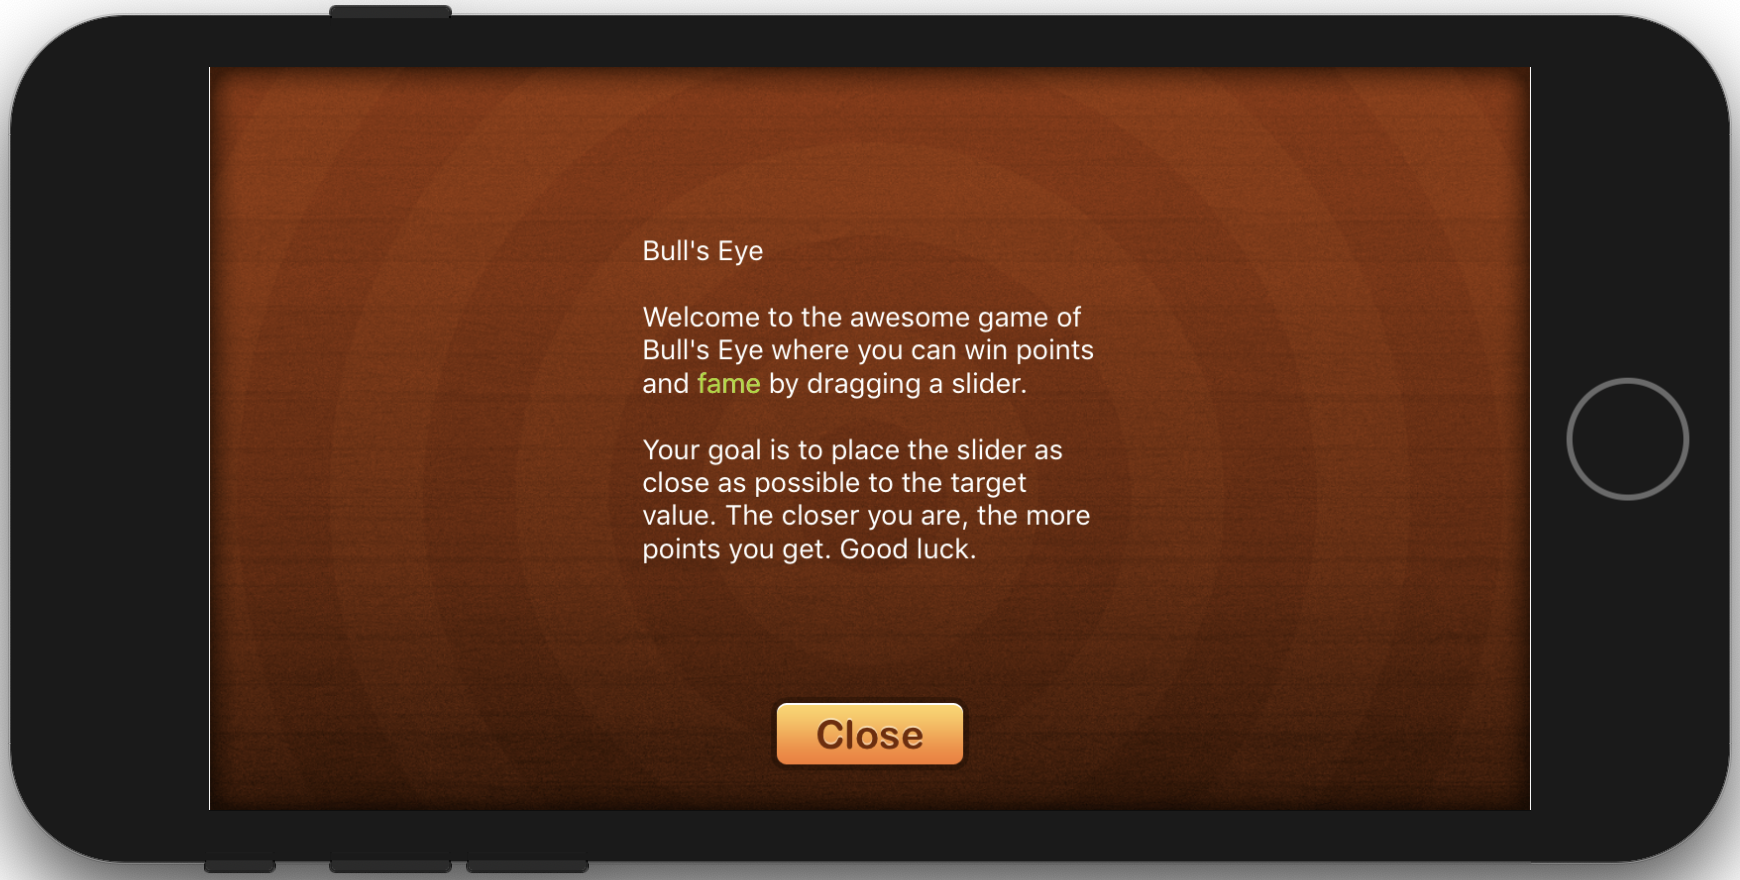 Bull's Eye
Welcome to the awesome game of
Bull's Eye where you can win points
and fame by dragging a slider.
Your goal is to place the slider as
close as possible to the target
value. The closer you are, the more
points you get. Good luck.
Close